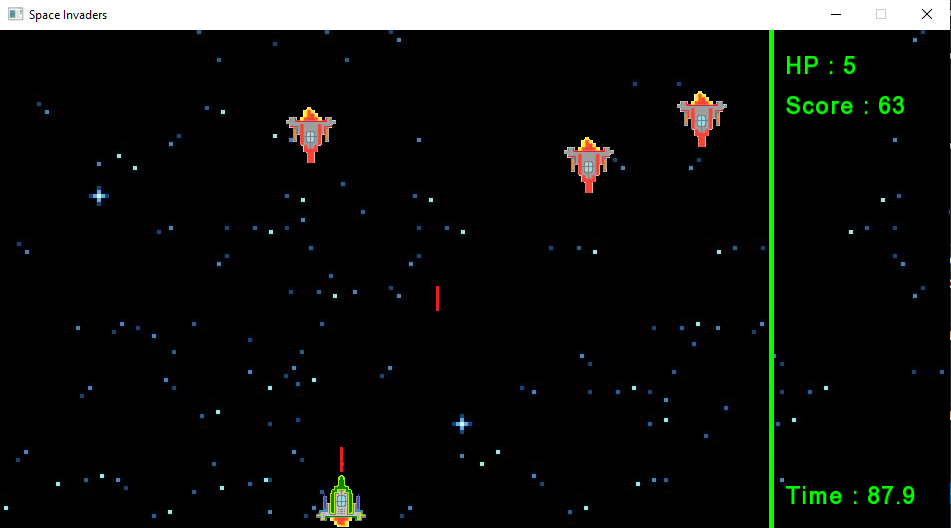 Space Invaders
HP : 5
Score : 63
Time : 87.9